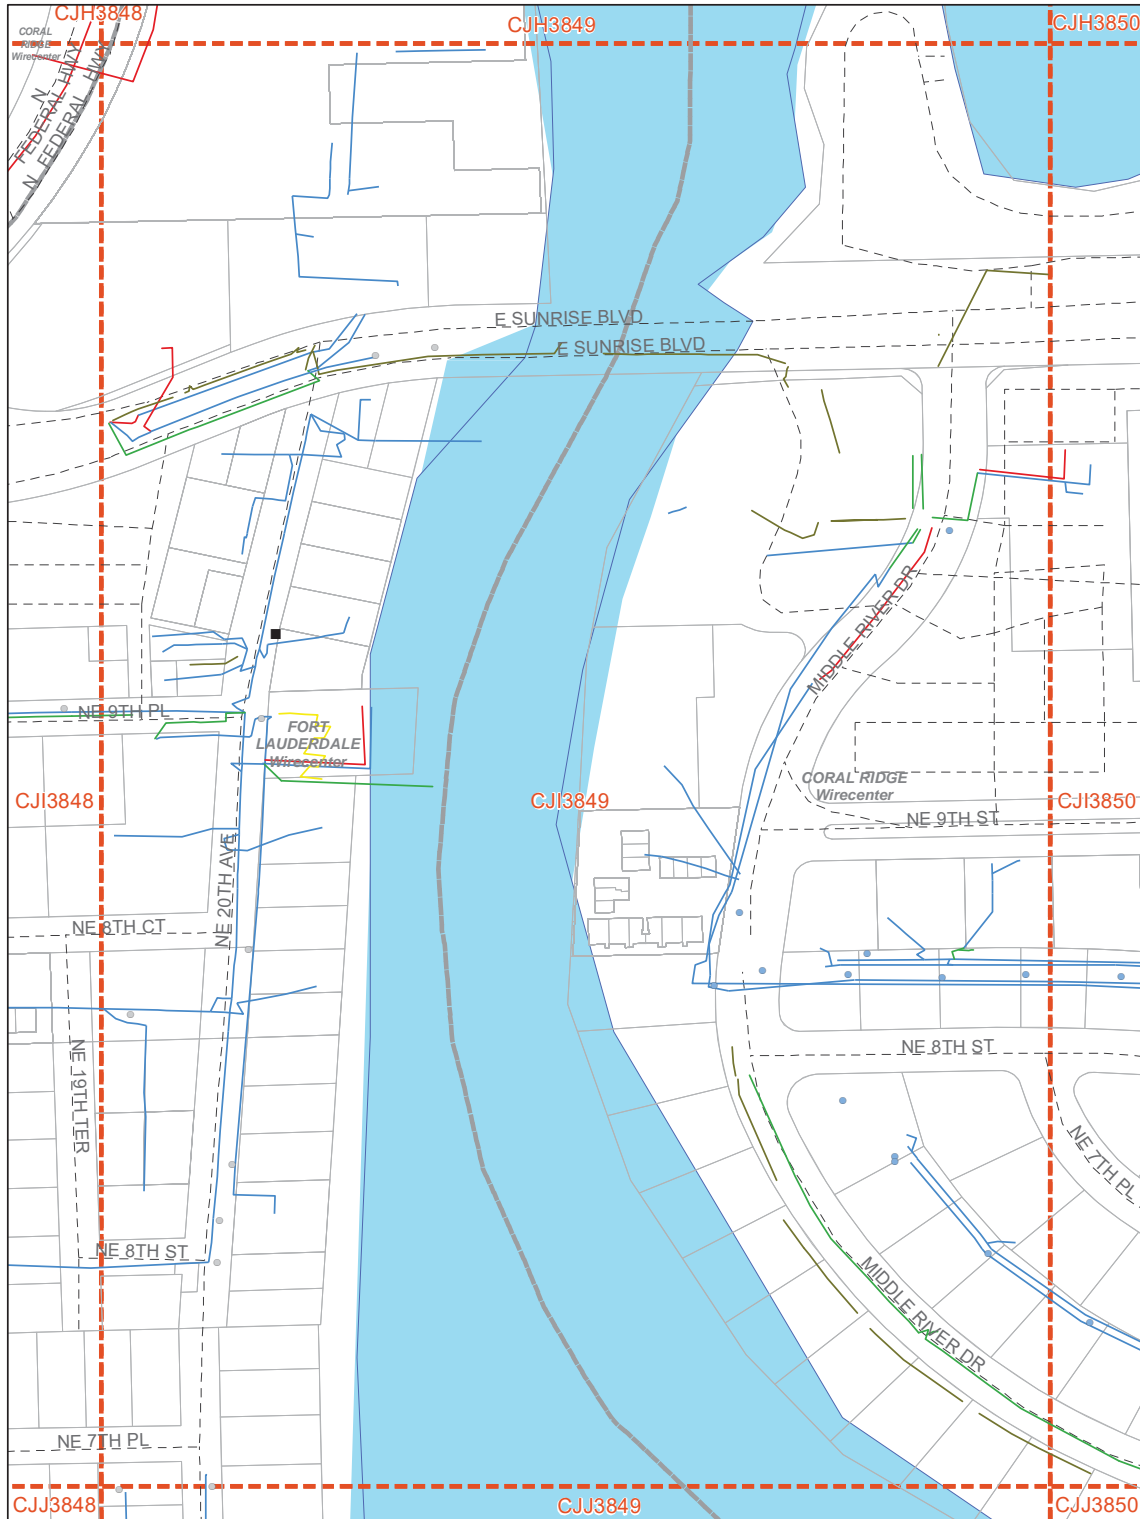 CJH3848
CJH3849
CJH3850
CORAL
RIDGE
Wirecenter
N
FEDERAL HWY
N FEDERAL HWY
E SUNRISE BLVD
E SUNRISE BLVD
MIDDLE RIVER DR
NE 9TH PL
FORT
LAUDERDALE
Wirecenter
CORAL RIDGE
Wirecenter
CJI3848
CJI3849
CJI3850
NE 9TH ST
NE 20TH AVE
NE 8TH CT
NE 8TH ST
NE 19TH TER
NE 7TH PL
NE 8TH ST
MIDDLE RIVER DR
NE 7TH PL
CJJ3848
CJJ3849
CJJ3850